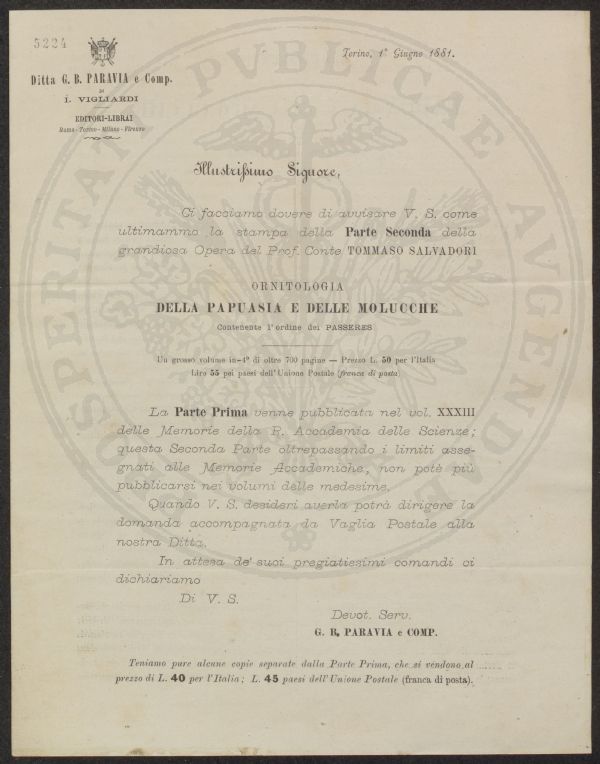 5224
Torino, 1° Giugno 1881.
Ditta G. B. PARAVIA e Comp.
DI
I. VIGLIARDI
EDITORI-LIBRAI
Roma - Torino - Milano - Firenze
PROSPERITATI PVBLICAE AVGENDAE
Illustrissimo Signore,
Ci facciamo dovere di avvisare V. S. come
ultimammo la stampa della Parte Seconda della
grandiosa Opera del Prof. Conte TOMMASO SALVADORI
ORNITOLOGIA
DELLA PAPUASIA E DELLE MOLUCCHE
Contenente l'ordine dei PASSERES
Un grosso volume in-4° di oltre 700 pagine — Prezzo L. 50 per l'Italia
Lire 55 pei paesi dell'Unione Postale (franca di posta)
La Parte Prima venne pubblicata nel vol. XXXIII
delle Memorie della R. Accademia delle Scienze;
questa Seconda Parte oltrepassando i limiti asse-
gnati alle Memorie Accademiche, non potè più
pubblicarsi nei volumi delle medesime.
Quando V. S. desideri averla potrà dirigere la
domanda accompagnata da Vaglia Postale alla
nostra Ditta.
In attesa de' suoi pregiatissimi comandi ci
dichiariamo
Di V. S.
Devot. Serv.
G. B. PARAVIA e COMP.
Teniamo pure alcune copie separate dalla Parte Prima, che si vendono al
prezzo di L. 40 per l'Italia; L. 45 paesi dell'Unione Postale (franca di posta).